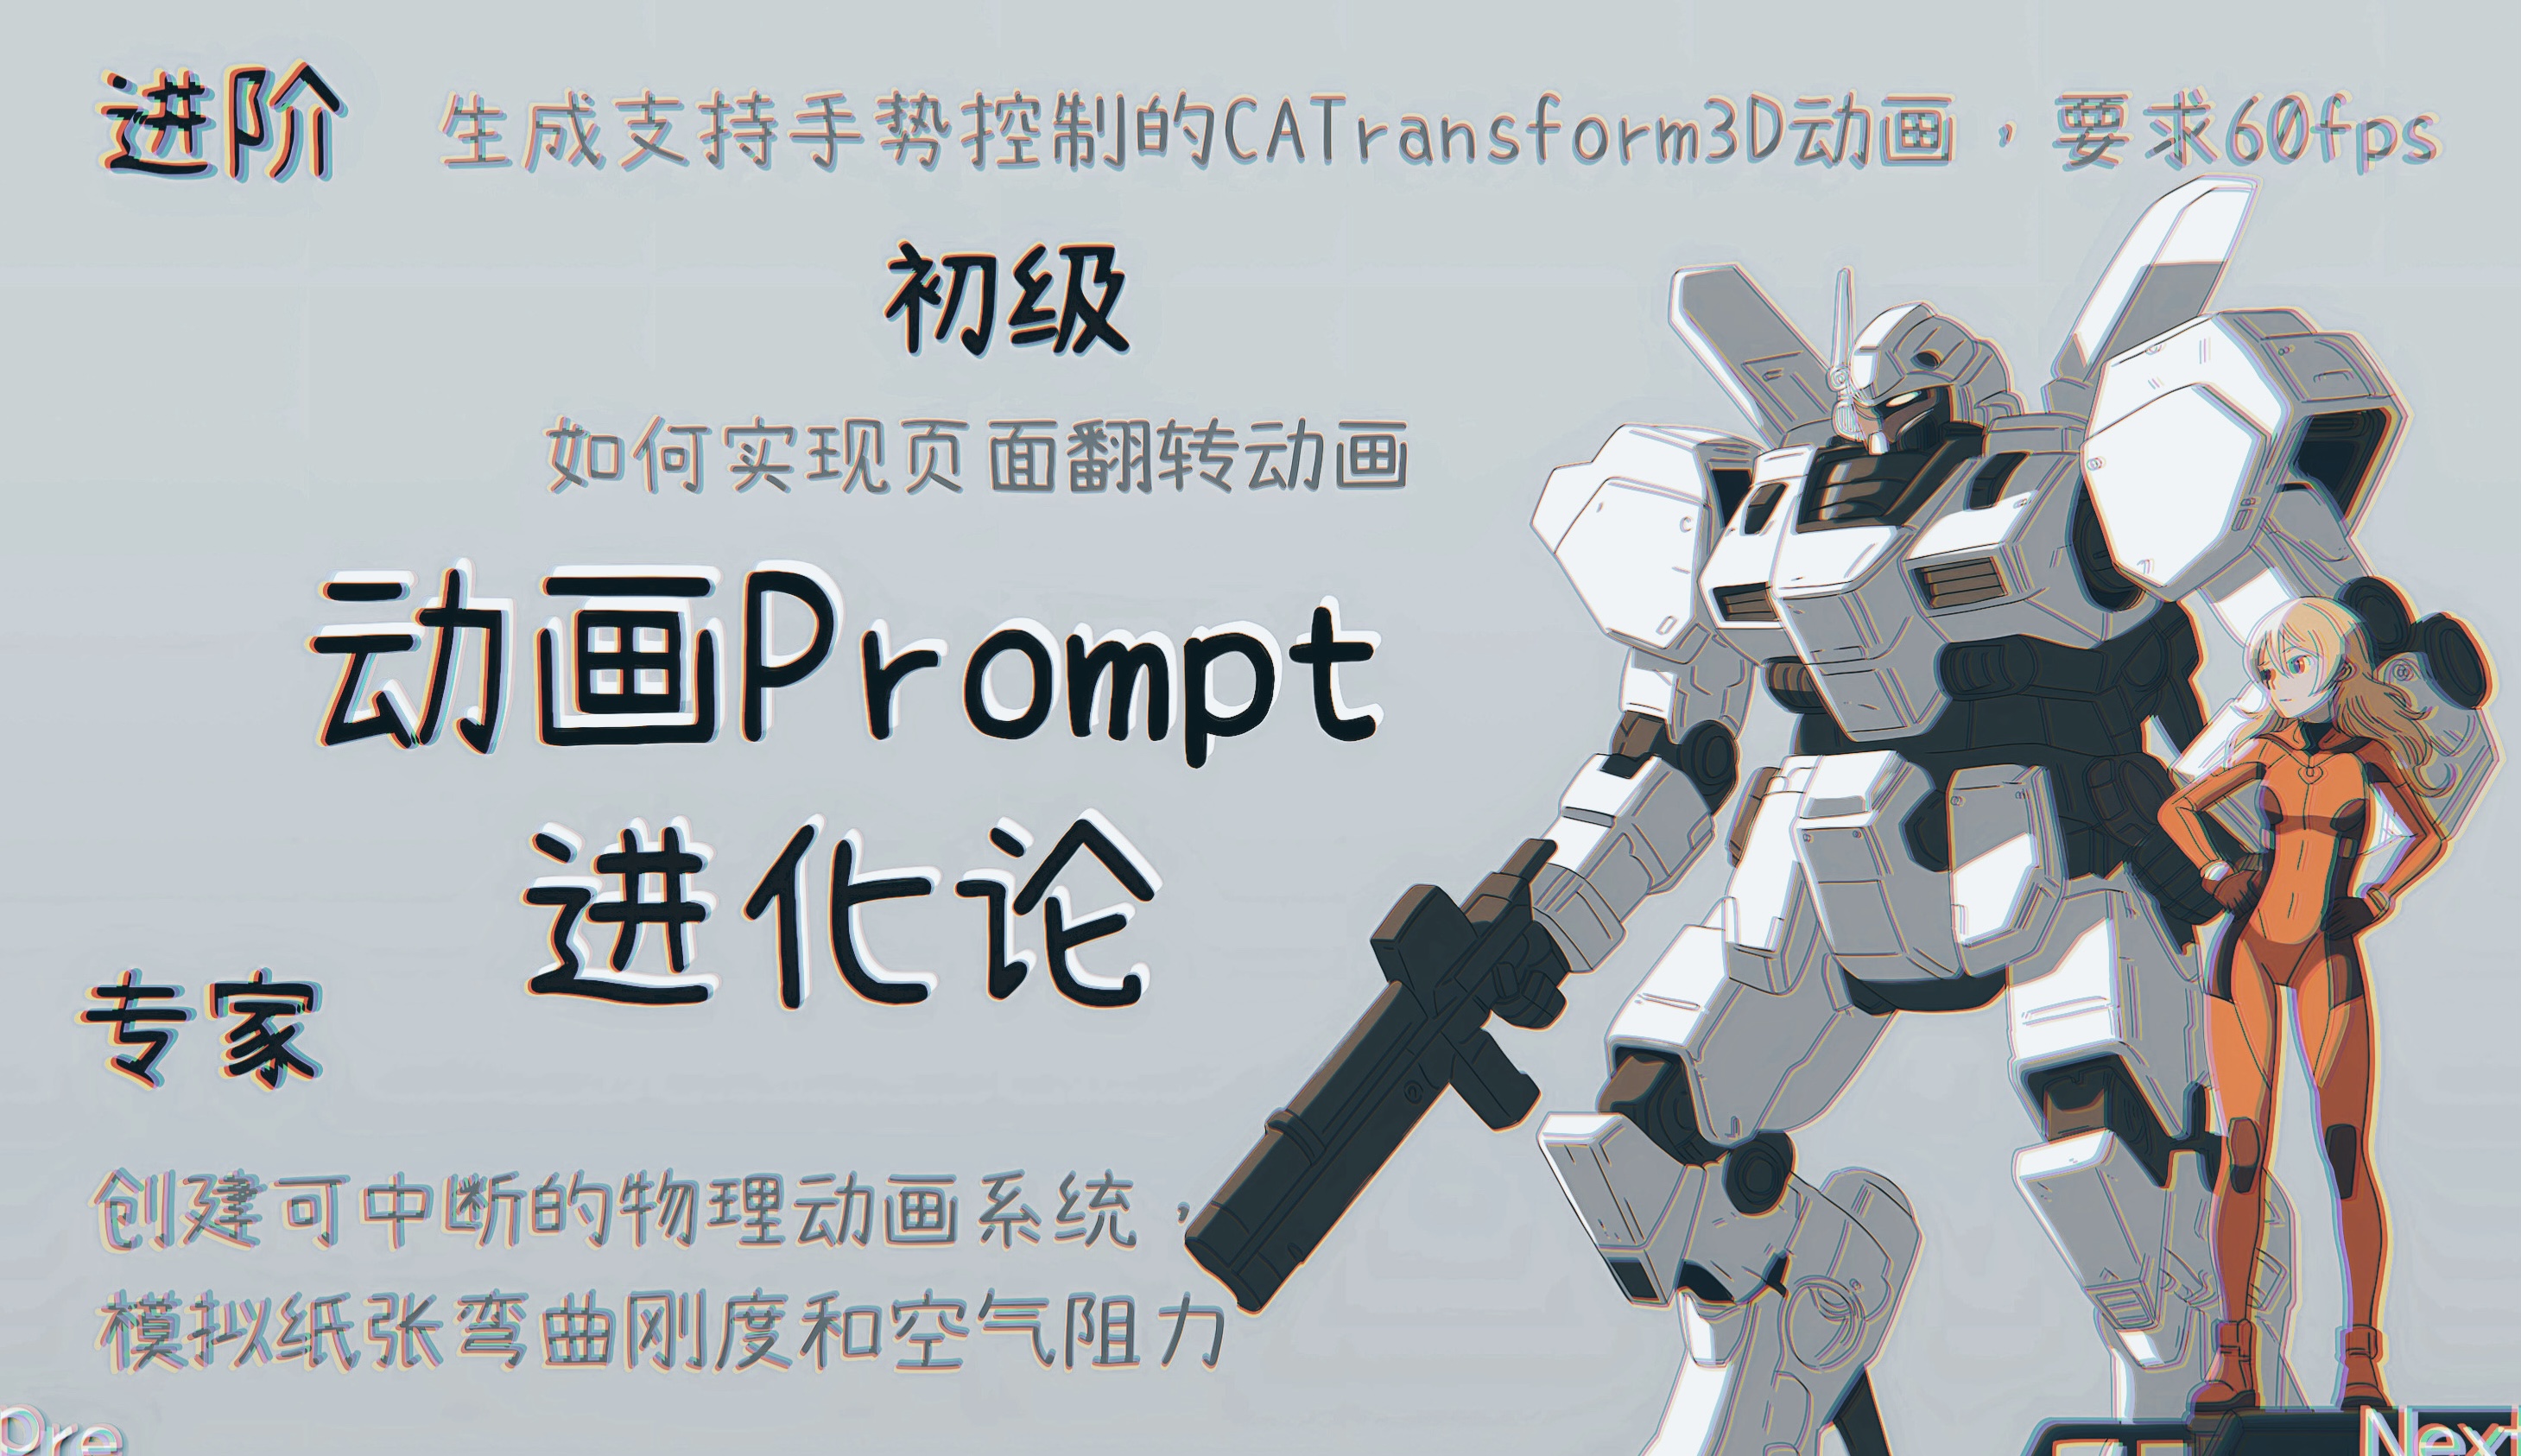 进阶 生成支持手势控制的CATransform3D动画，要求60fps
初级
如何实现页面翻转动画
动画Prompt
进化论
专家
创建可中断的物理动画系统，
模拟纸张弯曲刚度和空气阻力
Pre
Next